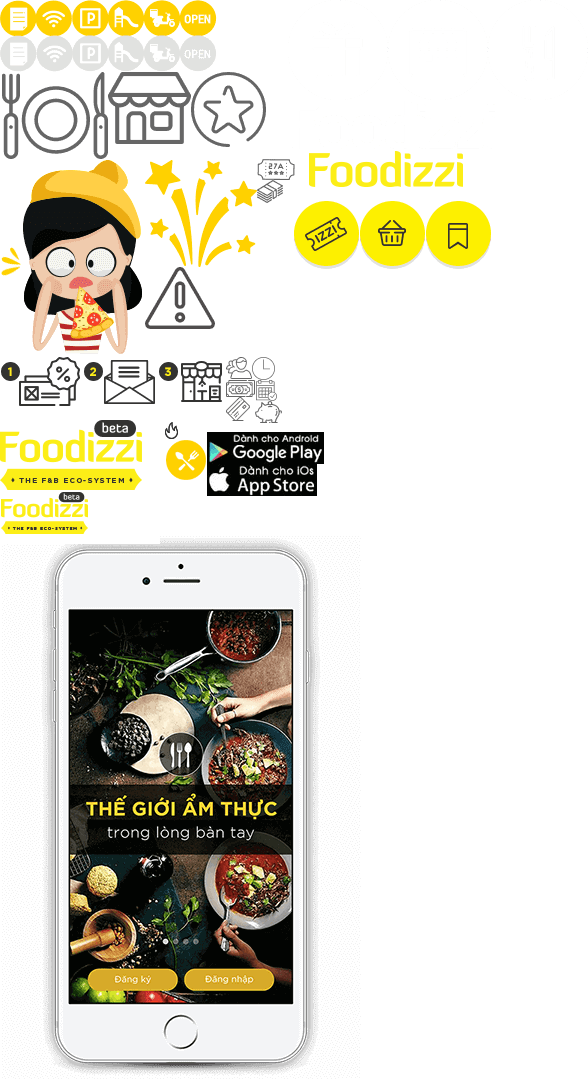 P
OPEN
P
OPEN
27A
Foodizzi
IZZI
1
2
3
%
beta
Foodizzi
THE F&B ECO-SYSTEM
Dành cho Android
Google Play
Dành cho iOs
App Store
beta
Foodizzi
THE F&B ECO-SYSTEM
THẾ GIỚI ẨM THỰC
trong lòng bàn tay
Đăng ký
Đăng nhập